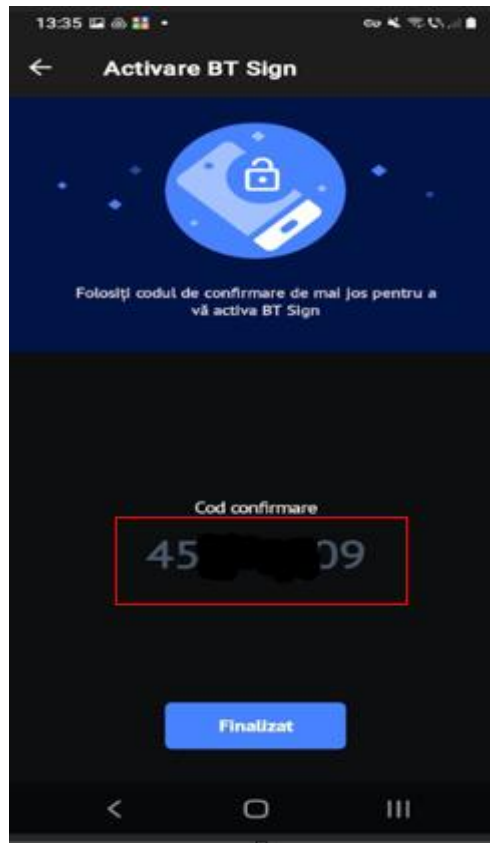 13:35
Activare BT Sign
Folosiți codul de confirmare de mai jos pentru a
vă activa BT Sign
Cod confirmare
45 09
Finalizat